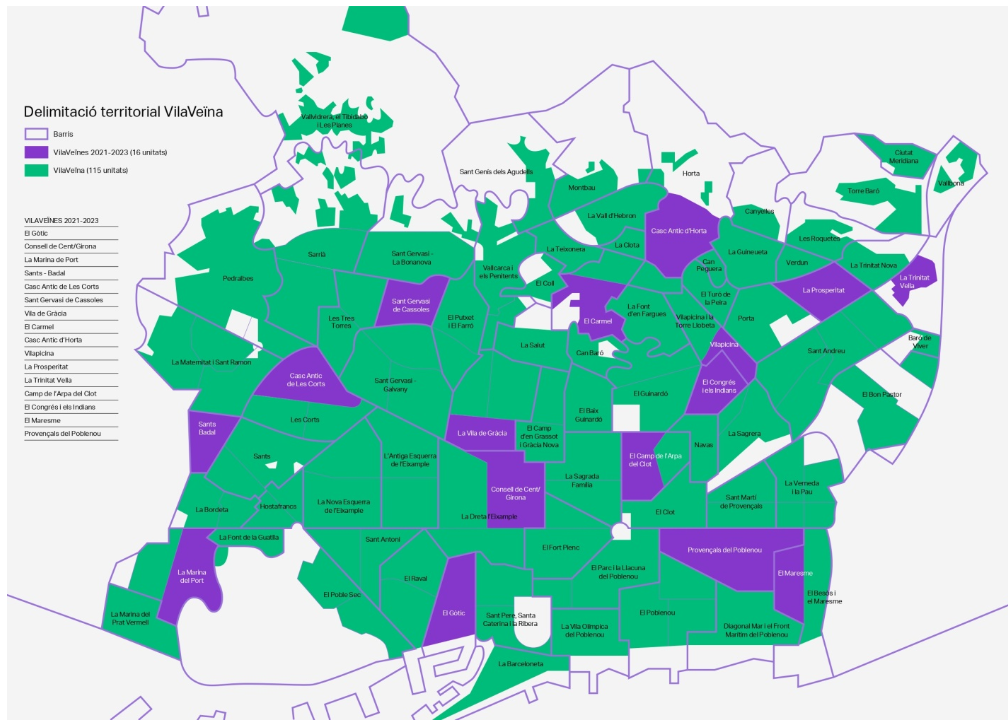 Delimitació territorial VilaVeïna
Barris
VilaVeïnes 2021-2023 (16 unitats)
VilaVeïna (115 unitats)
VILAVEÏNES 2021-2023
El Gòtic
Consell de Cent/Girona
La Marina de Port
Sants - Badal
Casc Antic de Les Corts
Sant Gervasi de Cassoles
Vila de Gràcia
El Carmel
Casc Antic d'Horta
Vilapicina
La Prosperitat
La Trinitat Vella
Camp de l'Arpa del Clot
El Congrés i els Indians
El Maresme
Provençals del Poblenou
Vallvidrera, el Tibidabo
i Les Planes
Sant Genís dels Agudells
Montbau
Horta
Ciutat
Meridiana
Vallbona
Torre Baró
Canyelles
La Vall d'Hebron
Casc Antic d'Horta
La Clota
La Teixonera
La Guineueta
Les Roquetes
Verdun
La Trinitat Nova
La Trinitat
Vella
Pedralbes
Sarrià
Sant Gervasi -
La Bonanova
Vallcarca i
els Penitents
El Coll
Can
Peguera
La Prosperitat
Sant Gervasi
de Cassoles
Les Tres
Torres
El Putxet
i El Farró
El Carmel
La Font
d'en Fargues
El Turó de
la Peira
Vilapicina i la
Torre Llobeta
Porta
Baró de
Viver
La Maternitat i Sant Ramon
La Salut
Can Baró
Vilapicina
Sant Andreu
Casc Antic
de Les Corts
Sant Gervasi -
Galvany
El Guinardó
El Congrés
i els Indians
El Bon Pastor
Les Corts
La Vila de Gràcia
El Camp
d'en Grassot
i Gràcia Nova
El Baix
Guinardó
Navas
La Sagrera
Sants
Badal
Sants
L'Antiga Esquerra
de l'Eixample
El Camp de l'Arpa
del Clot
La Sagrada
Família
Consell de Cent/
Girona
La Verneda
i la Pau
Sant Martí
de Provençals
La Bordeta
Hostafrancs
La Nova Esquerra
de l'Eixample
La Dreta l'Eixample
El Clot
La Font de la Guatlla
Sant Antoni
El Fort Pienc
Provençals del Poblenou
La Marina
del Port
El Raval
El Parc i la Llacuna
del Poblenou
El Maresme
El Poble Sec
El Besòs i
el Maresme
La Marina del
Prat Vermell
El Gòtic
Sant Pere, Santa
Caterina i la Ribera
El Poblenou
La Vila Olímpica
del Poblenou
Diagonal Mar i el Front
Marítim del Poblenou
La Barceloneta